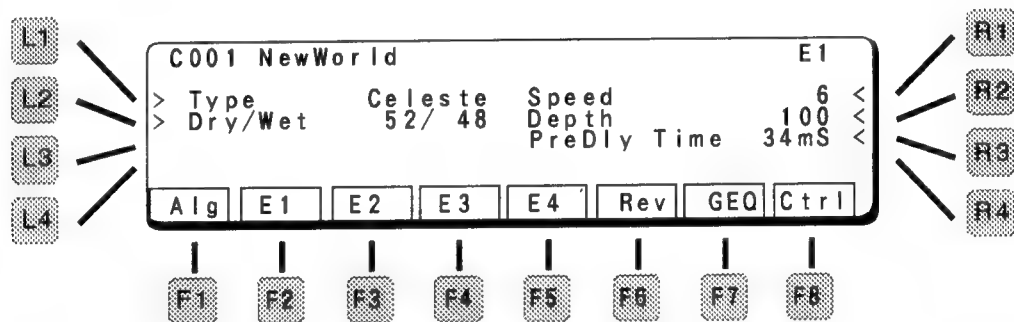 L1
L2
L3
L4
C001 NewWorld E1
> Type Celeste Speed 6 <
> Dry/Wet 52/ 48 Depth 100 <
PreDly Time 34mS <
Alg E1 E2 E3 E4 Rev GEQ Ctrl
R1
R2
R3
R4
F1 F2 F3 F4 F5 F6 F7 F8